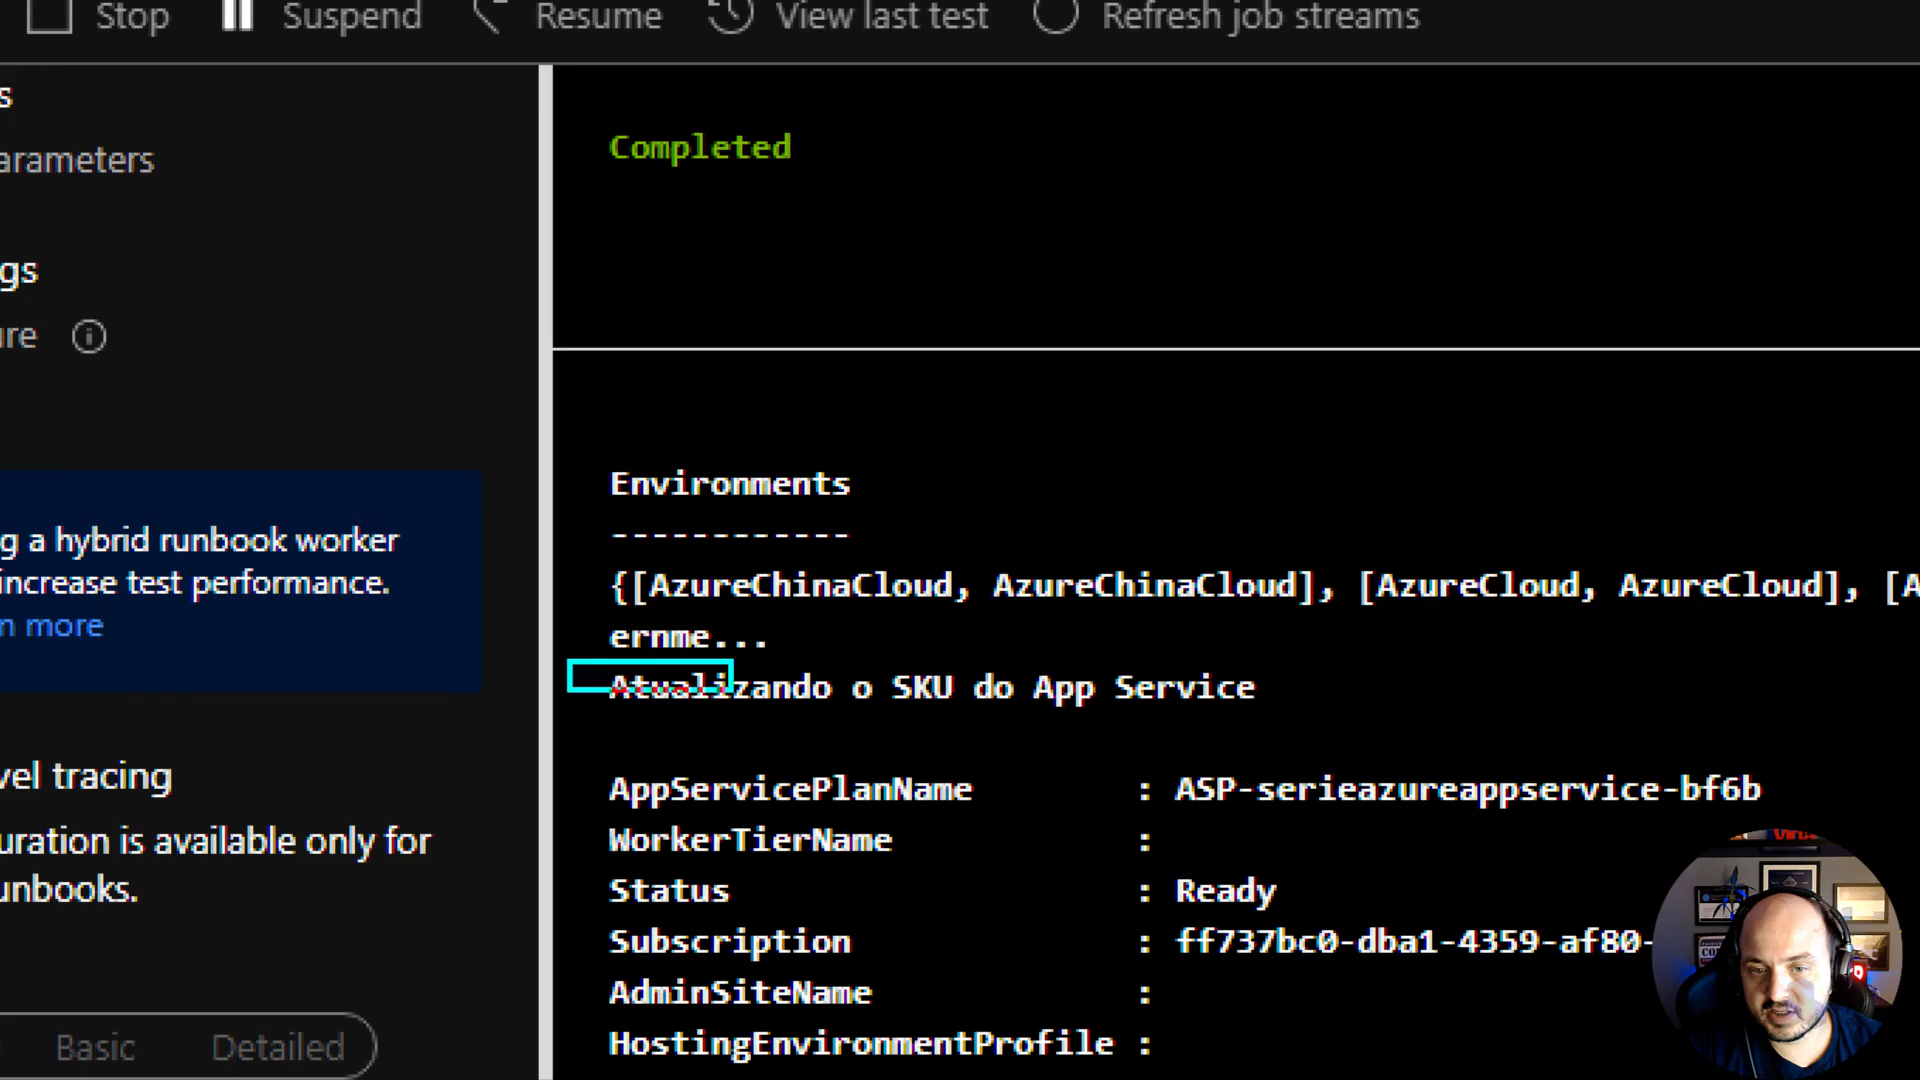 Stop Suspend Resume View last test Refresh job streams
s
arameters
gs
ure
g a hybrid runbook worker
increase test performance.
n more
vel tracing
uration is available only for
unbooks.
Basic Detailed
Completed
Environments
------------
{[AzureChinaCloud, AzureChinaCloud], [AzureCloud, AzureCloud], [A
ernme...
Atualizando o SKU do App Service
AppServicePlanName : ASP-serieazureappservice-bf6b
WorkerTierName :
Status : Ready
Subscription : ff737bc0-dba1-4359-af80-
AdminSiteName :
HostingEnvironmentProfile :